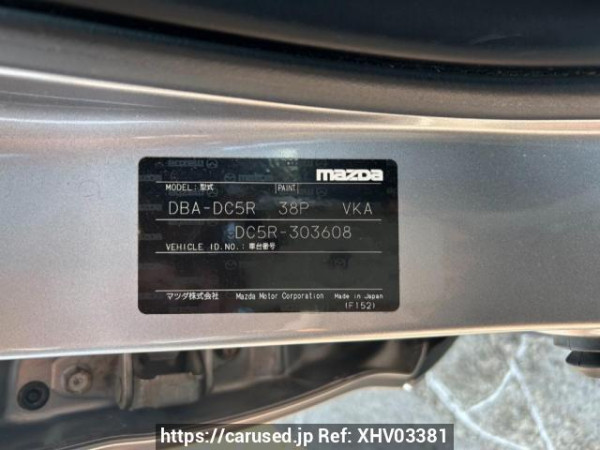 mazda
MODEL:型式 [PAINT]
DBA-DC5R 38P VKA
DC5R-303608
VEHICLE ID.NO.:車台番号
マツダ株式会社 Mazda Motor Corporation Made in Japan
(F152)
https://carused.jp Ref: XHV03381